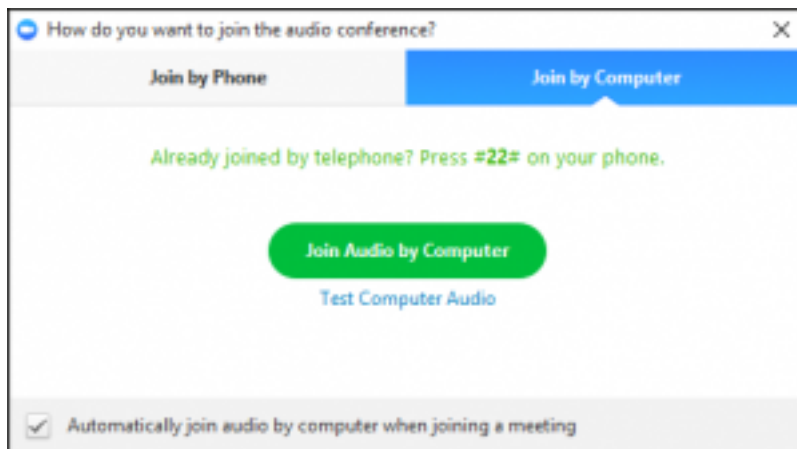 How do you want to join the audio conference?
Join by Phone
Join by Computer
Already joined by telephone? Press #22# on your phone.
Join Audio by Computer
Test Computer Audio
Automatically join audio by computer when joining a meeting